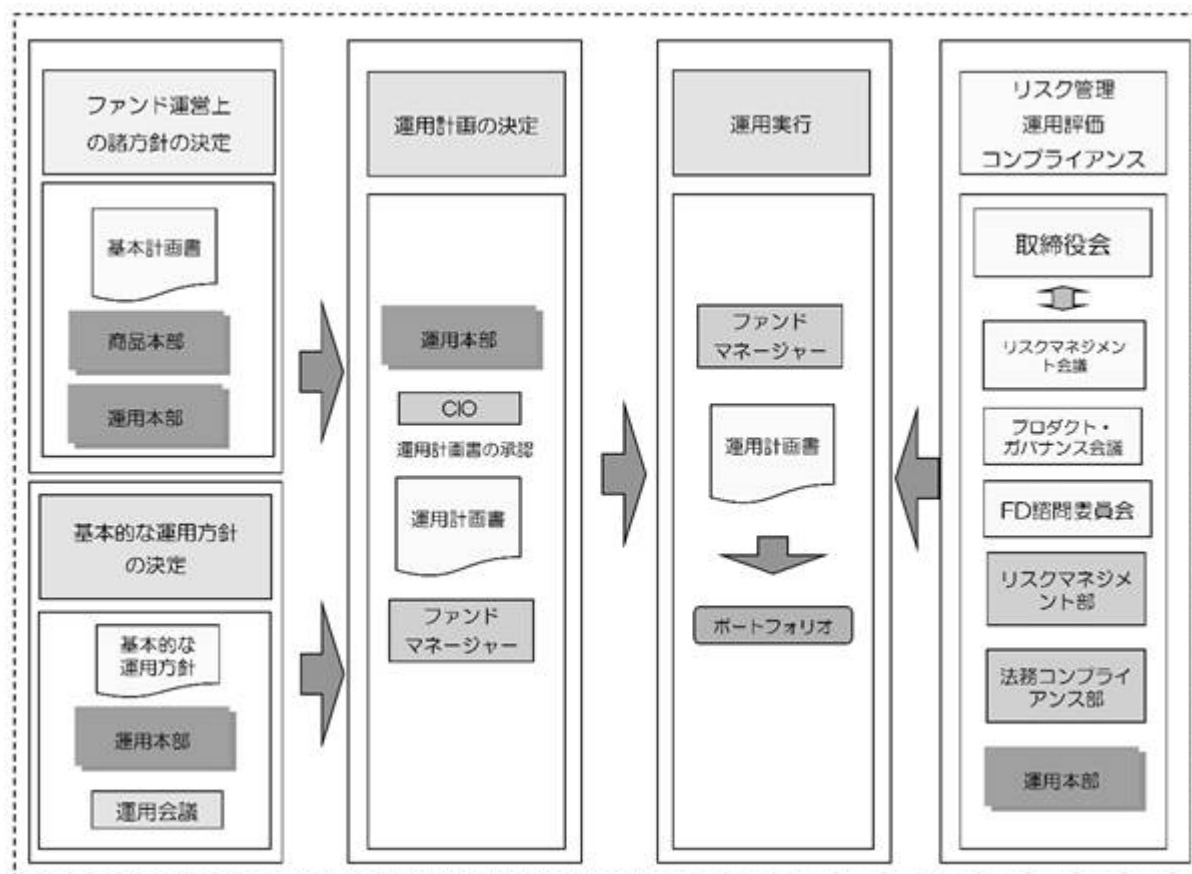 ファンド運営上
の諸方針の決定
基本計画書
商品本部
運用本部
基本的な運用方針
の決定
基本的な
運用方針
運用本部
運用会議
運用計画の決定
運用本部
CIO
運用計画書の承認
運用計画書
ファンド
マネージャー
運用実行
ファンド
マネージャー
運用計画書
ポートフォリオ
リスク管理
運用評価
コンプライアンス
取締役会
リスクマネジメン
ト会議
プロダクト・
ガバナンス会議
FD諮問委員会
リスクマネジメ
ント部
法務コンプライ
アンス部
運用本部